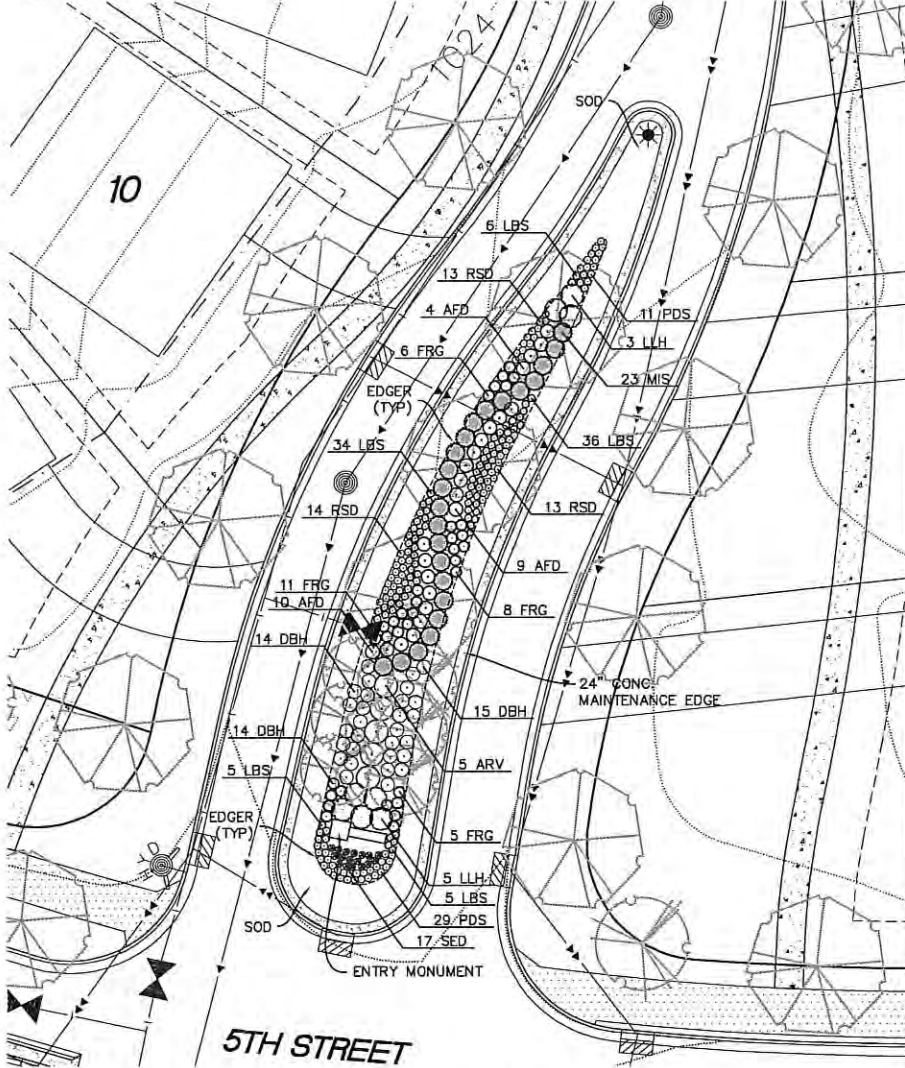 1024
SOD
10
6 LBS
13 RSD
11 PDS
4 AFD
3 LLH
6 FRG
23 MIS
EDGER
(TYP)
36 LBS
34 LBS
14 RSD
13 RSD
9 AFD
11 FRG
8 FRG
10 AFD
14 DBH
24" CONC
MAINTENANCE EDGE
15 DBH
14 DBH
5 ARV
5 LBS
EDGER
(TYP)
5 FRG
5 LLH
5 LBS
29 PDS
SOD
17 SED
ENTRY MONUMENT
5TH STREET